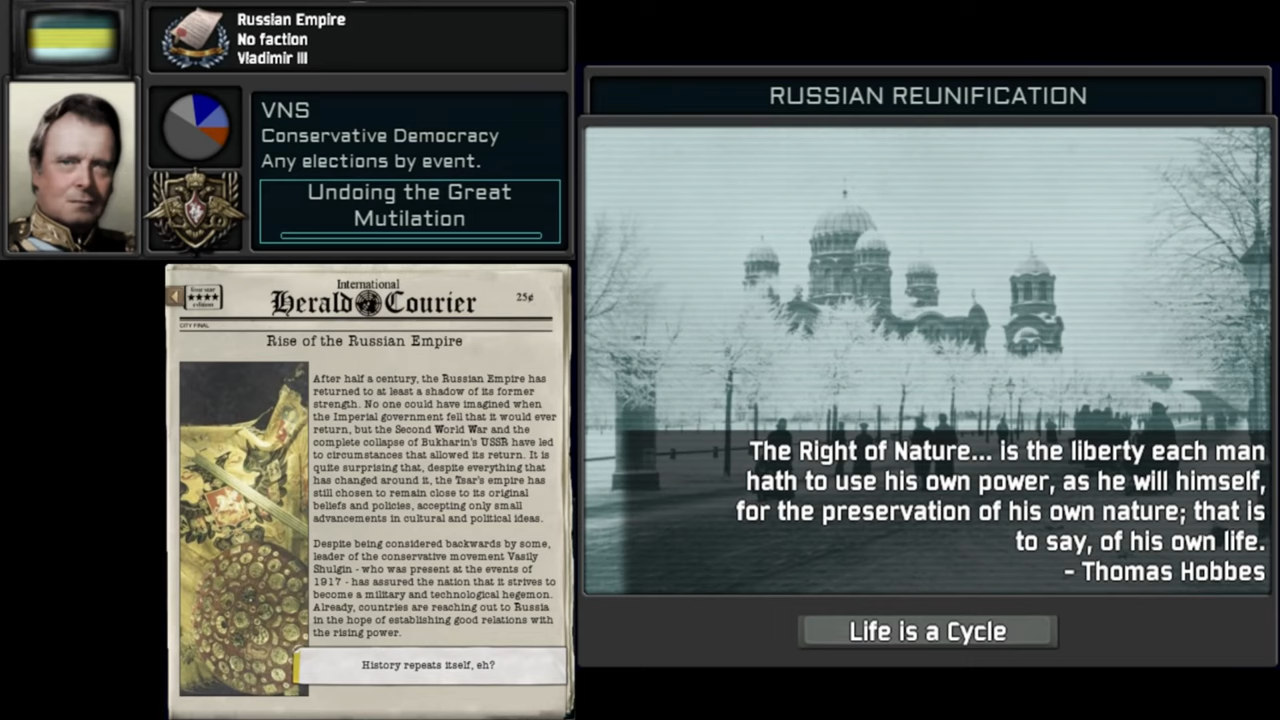 Russian Empire
No faction
Vladimir III
VNS
Conservative Democracy
Any elections by event.
Undoing the Great
Mutilation
four star
★★★★
edition
International
Herald Courier
25¢
CITY FINAL
Rise of the Russian Empire
After half a century, the Russian Empire has
returned to at least a shadow of its former
strength. No one could have imagined when
the Imperial government fell that it would ever
return, but the Second World War and the
complete collapse of Bukharin's USSR have led
to circumstances that allowed its return. It is
quite surprising that, despite everything that
has changed around it, the Tsar's empire has
still chosen to remain close to its original
beliefs and policies, accepting only small
advancements in cultural and political ideas.
Despite being considered backwards by some,
leader of the conservative movement Vasily
Shulgin - who was present at the events of
1917 - has assured the nation that it strives to
become a military and technological hegemon.
Already, countries are reaching out to Russia
in the hope of establishing good relations with
the rising power.
History repeats itself, eh?
RUSSIAN REUNIFICATION
The Right of Nature... is the liberty each man
hath to use his own power, as he will himself,
for the preservation of his own nature; that is
to say, of his own life.
- Thomas Hobbes
Life is a Cycle